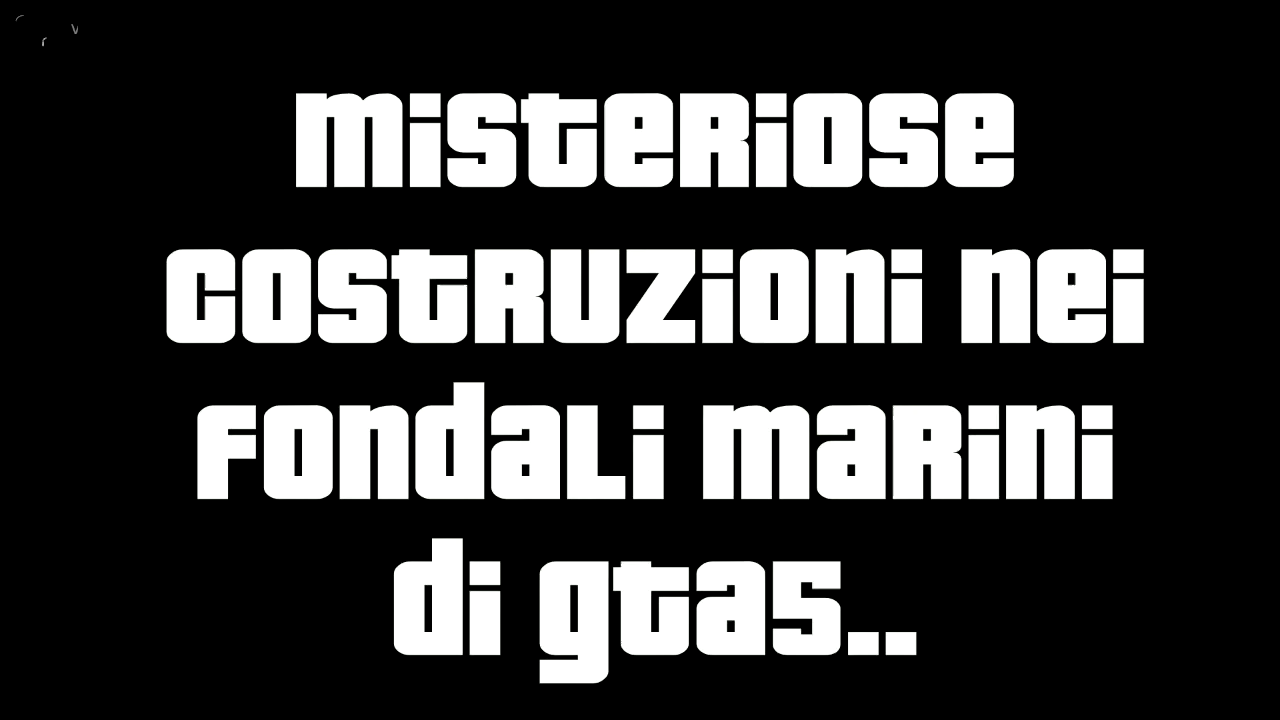 misteriose
costruzioni nei
fondali marini
di gta5..